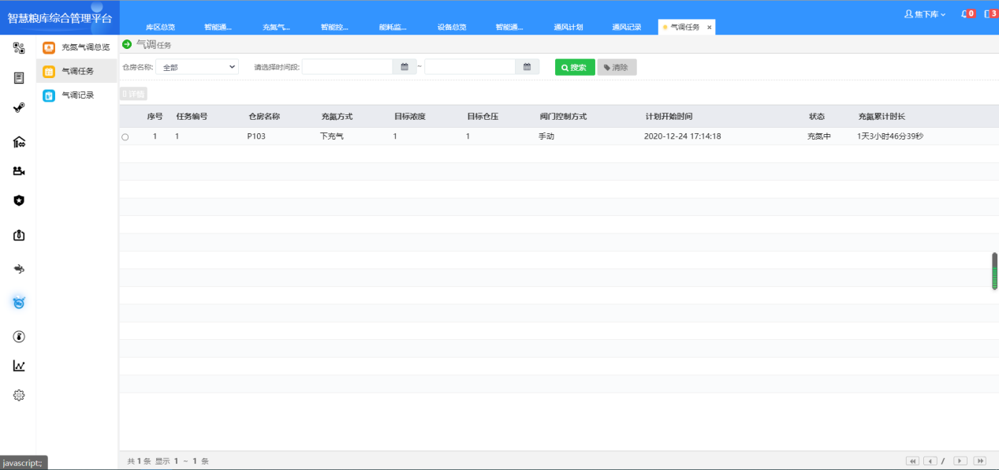 智慧粮库综合管理平台
库区总览 智能通... 充氮气... 智能控... 能耗监... 设备总览 智能通... 通风计划 通风记录 气调任务 ×
焦下库 0 3
充氮气调总览
气调任务
气调记录
气调任务
仓房名称: 全部 请选择时间段: ~ 搜索 清除
详情
序号 任务编号 仓房名称 充氮方式 目标浓度 目标仓压 阀门控制方式 计划开始时间 状态 充氮累计时长
1 1 P103 下充气 1 1 手动 2020-12-24 17:14:18 充氮中 1天3小时46分39秒
共 1 条 显示 1 ~ 1 条 /
javascript:;